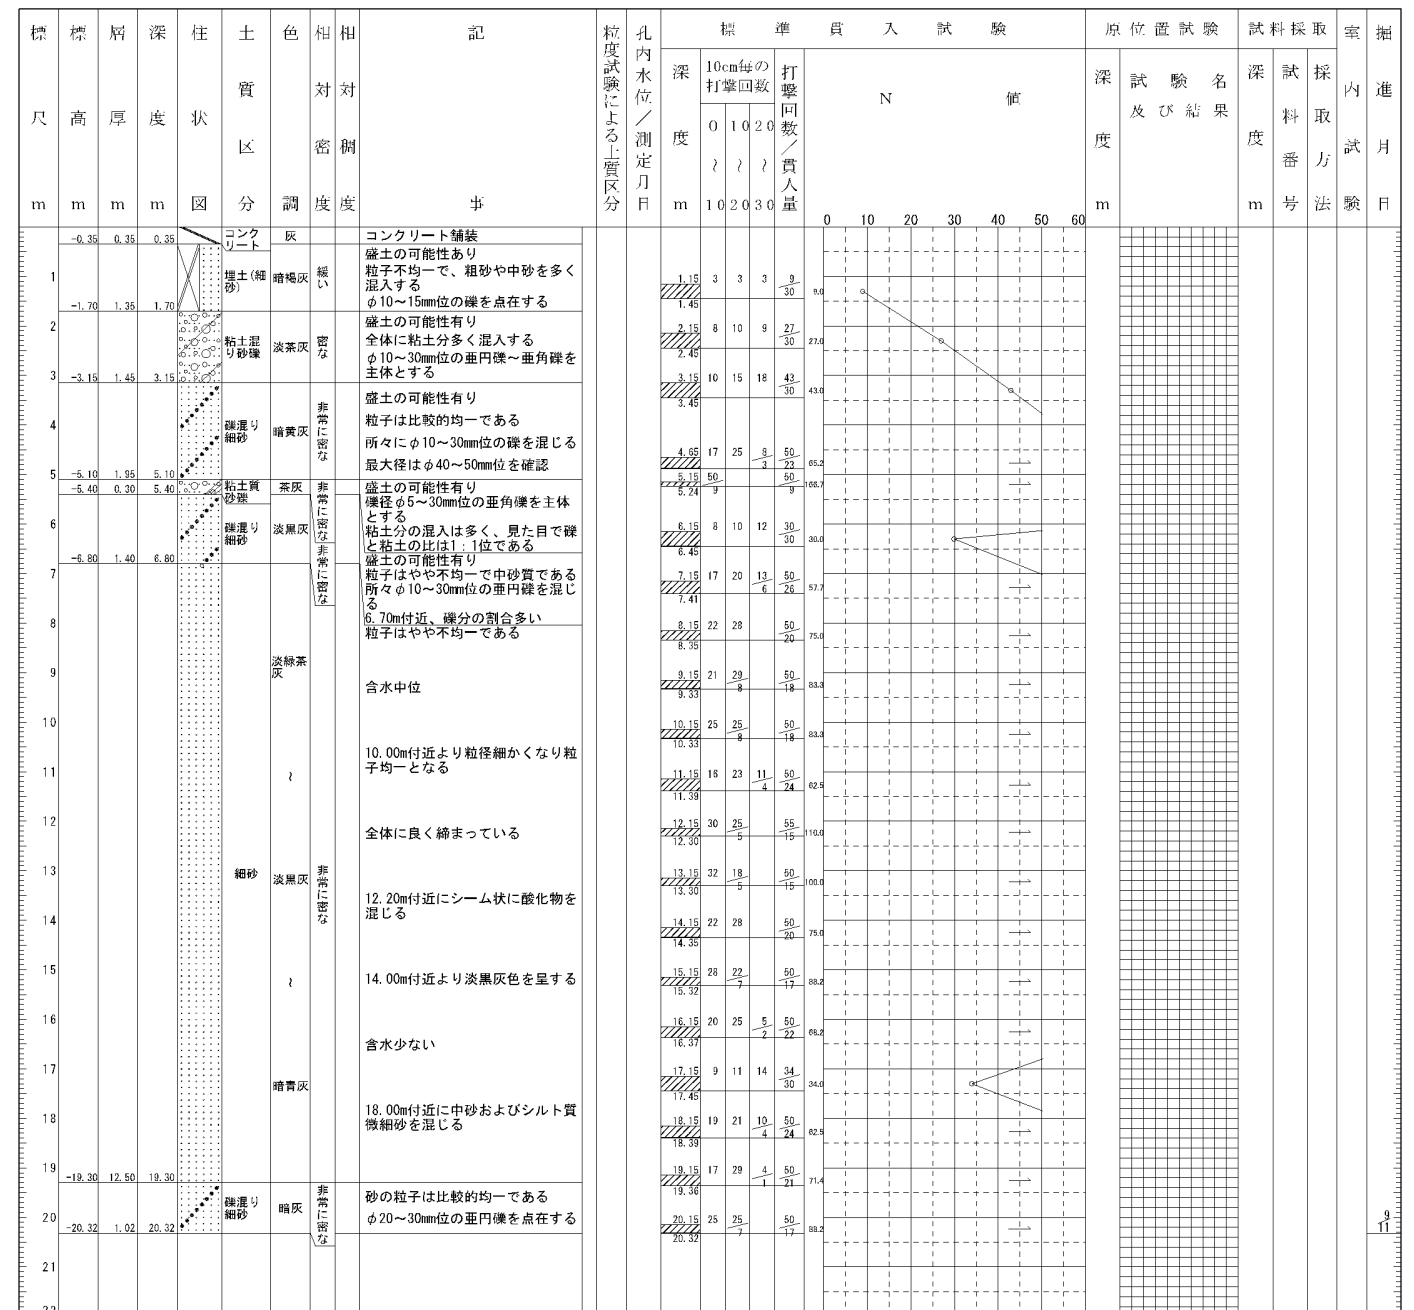 標尺 m
標高 m
層厚 m
深度 m
柱状図
土質区分
色調
相対密度
相対稠度
記事
粒度試験による土質区分
孔内水位／測定月日
標準貫入試験
深度 m
10cm毎の
打撃回数
0 〜 10
10 〜 20
20 〜 30
打撃回数／貫入量
N 値
0 10 20 30 40 50 60
原位置試験
深度 m
試験名
及び結果
試料採取
深度 m
試料番号
採取方法
室内試験
掘進月日
-0.35 0.35 0.35
コンク
リート
灰
コンクリート舗装
-1.70 1.35 1.70
埋土(細
砂)
暗褐灰
緩い
盛土の可能性あり
粒子不均一で、粗砂や中砂を多く
混入する
φ10〜15mm位の礫を点在する
-3.15 1.45 3.15
粘土混
り砂礫
淡茶灰
密な
盛土の可能性有り
全体に粘土分多く混入する
φ10〜30mm位の亜円礫〜亜角礫を
主体とする
-5.10 1.95 5.10
礫混り
細砂
暗黄灰
非常に密な
盛土の可能性有り
粒子は比較的均一である
所々にφ10〜30mm位の礫を混じる
最大径はφ40〜50mm位を確認
-5.40 0.30 5.40
粘土質
砂礫
茶灰
非常に密な
盛土の可能性有り
礫径φ5〜30mm位の亜角礫を主体
とする
粘土分の混入は多く、見た目で礫
と粘土の比は1：1位である
-6.80 1.40 6.80
礫混り
細砂
淡黒灰
非常に密な
盛土の可能性有り
粒子はやや不均一で中砂質である
所々φ10〜30mm位の亜円礫を混じ
る
6.70m付近、礫分の割合多い
-19.30 12.50 19.30
細砂
淡緑茶
灰
〜
淡黒灰
〜
暗青灰
非常に密な
粒子はやや不均一である
含水中位
10.00m付近より粒径細かくなり粒
子均一となる
全体に良く締まっている
12.20m付近にシーム状に酸化物を
混じる
14.00m付近より淡黒灰色を呈する
含水少ない
18.00m付近に中砂およびシルト質
微細砂を混じる
-20.32 1.02 20.32
礫混り
細砂
暗灰
非常に密な
砂の粒子は比較的均一である
φ20〜30mm位の亜円礫を点在する
1
2
3
4
5
6
7
8
9
10
11
12
13
14
15
16
17
18
19
20
21
22
1.15 3 3 3 9/30 9.0
1.45
2.15 8 10 9 27/30 27.0
2.45
3.15 10 15 18 43/30 43.0
3.45
4.65 17 25 8/3 50/23 65.2
5.15 50/9 50/9 166.7
5.24
6.15 8 10 12 30/30 30.0
6.45
7.15 17 20 13/6 50/26 57.7
7.41
8.15 22 28 50/20 75.0
8.35
9.15 21 29/8 50/18 83.3
9.33
10.15 25 25/8 50/18 83.3
10.33
11.15 16 23 11/4 50/24 62.5
11.39
12.15 30 25/5 55/15 110.0
12.30
13.15 32 18/5 50/15 100.0
13.30
14.15 22 28 50/20 75.0
14.35
15.15 28 22/7 50/17 88.2
15.32
16.15 20 25 5/2 50/22 68.2
16.37
17.15 9 11 14 34/30 34.0
17.45
18.15 19 21 10/4 50/24 62.5
18.39
19.15 17 29 4/1 50/21 71.4
19.36
20.15 25 25/7 50/17 88.2
20.32
9/11